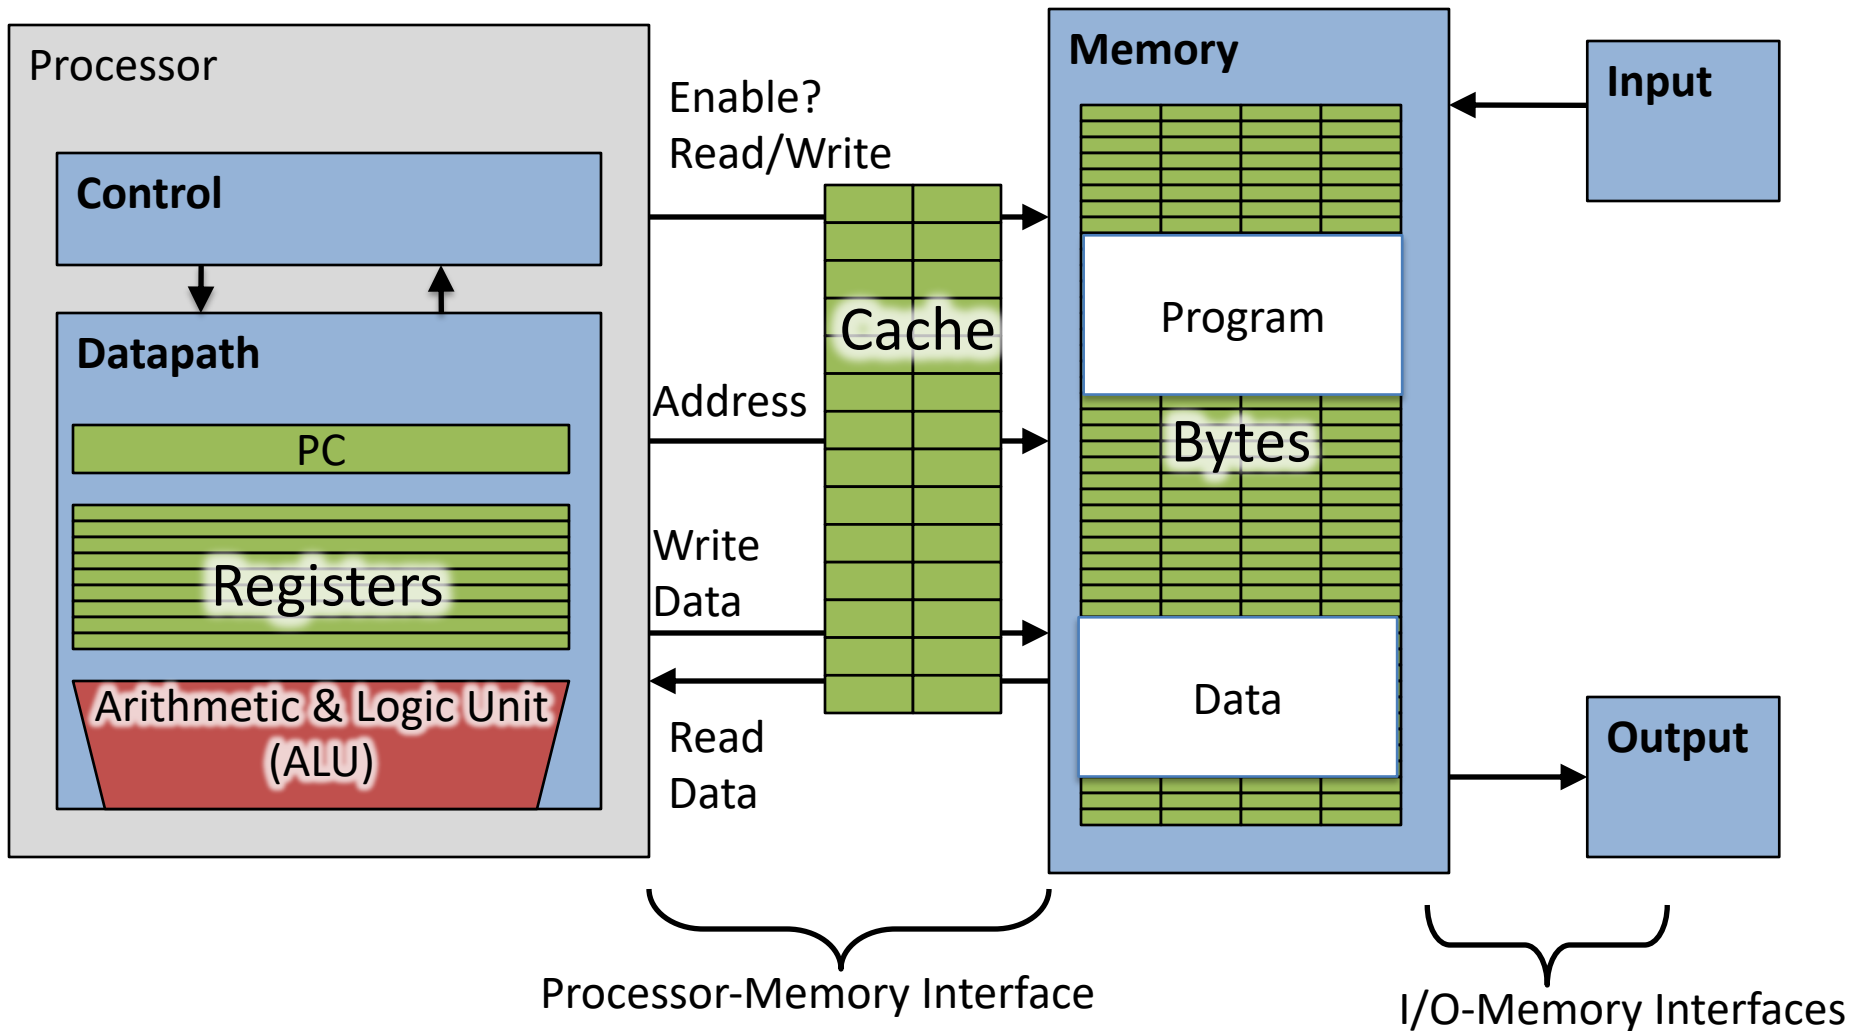 Processor
Control
Datapath
PC
Registers
Arithmetic & Logic Unit
(ALU)
Enable?
Read/Write
Cache
Address
Write
Data
Read
Data
Memory
Program
Bytes
Data
Input
Output
Processor-Memory Interface
I/O-Memory Interfaces